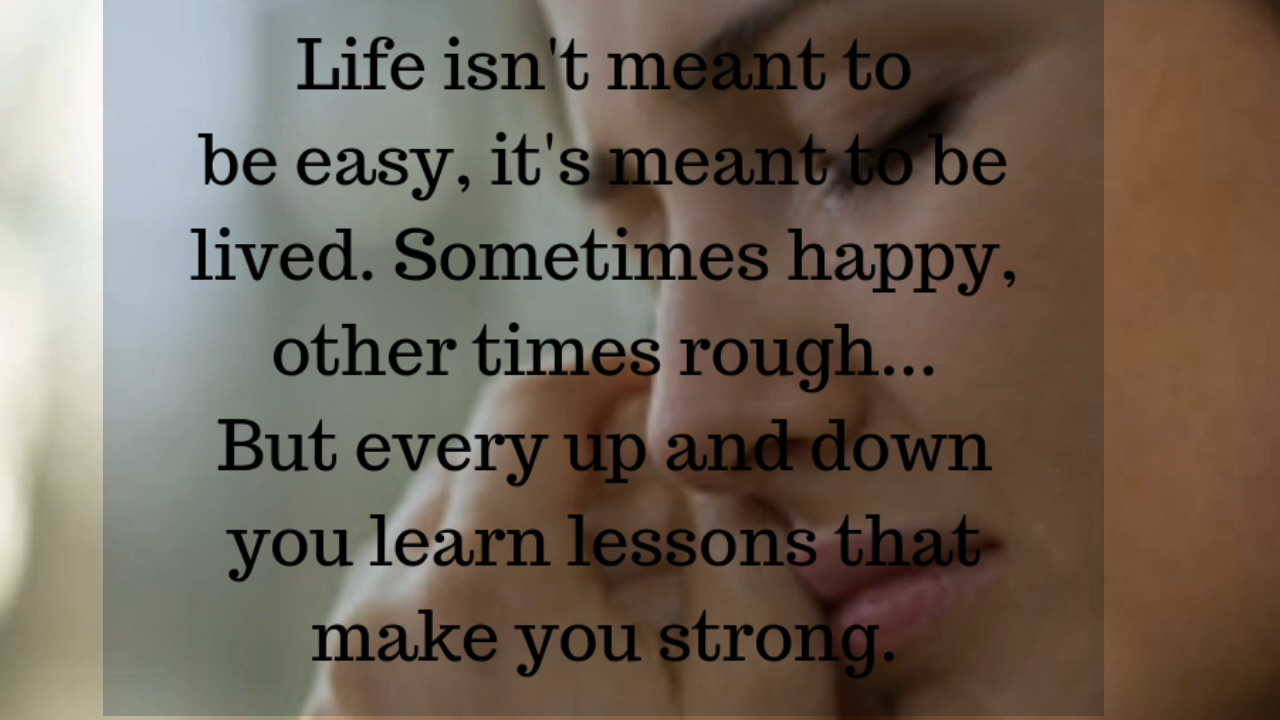 Life isn't meant to
be easy, it's meant to be
lived. Sometimes happy,
other times rough...
But every up and down
you learn lessons that
make you strong.